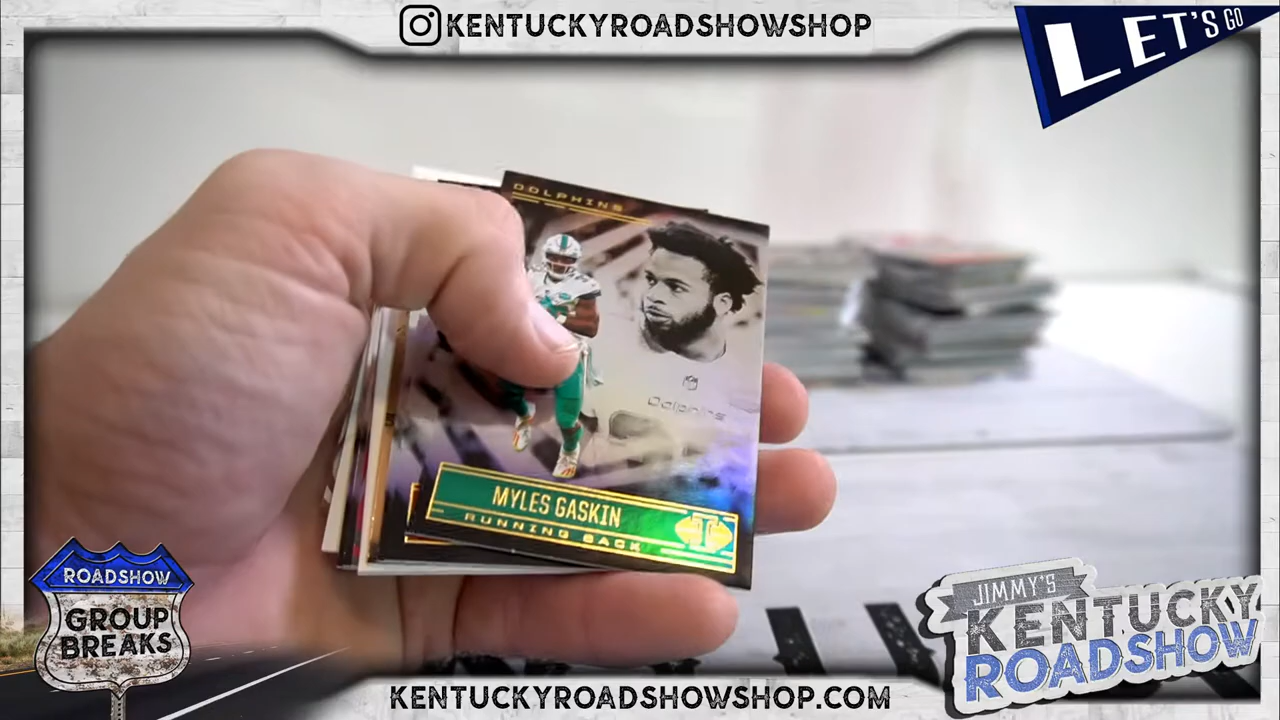 KENTUCKYROADSHOWSHOP
LET'S GO
DOLPHINS
Dolphins
MYLES GASKIN
RUNNING BACK
ROADSHOW
GROUP
BREAKS
JIMMY'S
KENTUCKY
ROADSHOW
KENTUCKYROADSHOWSHOP.COM